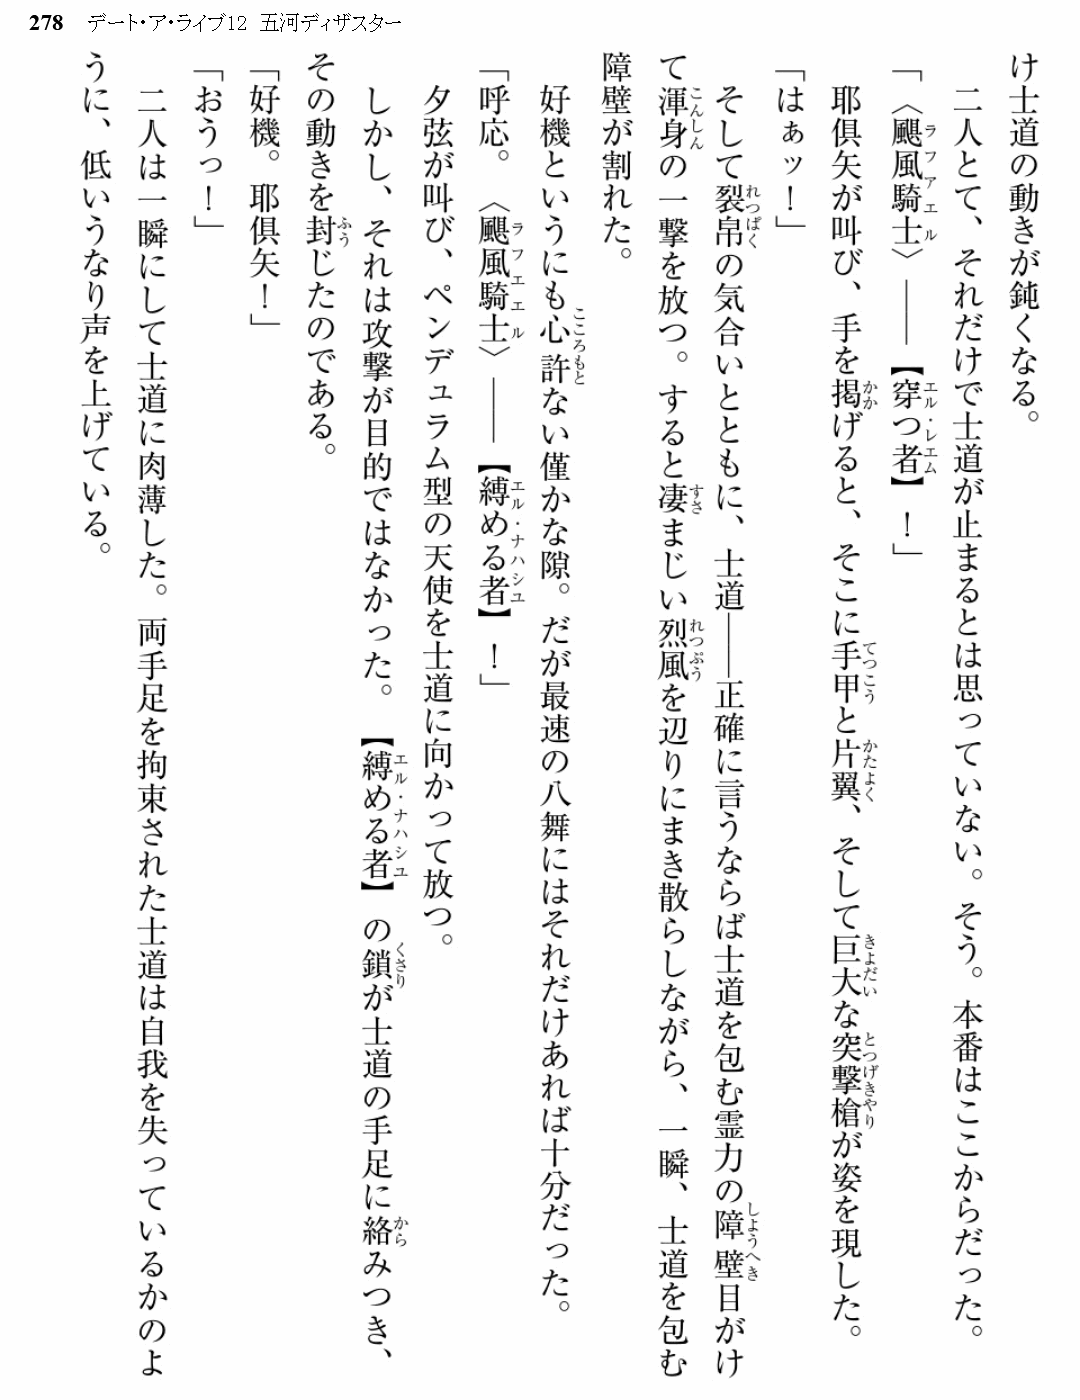 278 デート・ア・ライブ12 五河ディザスター
け士道の動きが鈍くなる。
二人とて、それだけで士道が止まるとは思っていない。そう。本番はここからだった。
「〈颶風騎士〉――【穿つ者】！」
耶倶矢が叫び、手を掲げると、そこに手甲と片翼、そして巨大な突撃槍が姿を現した。
「はぁッ！」
そして裂帛の気合いとともに、士道――正確に言うならば士道を包む霊力の障壁目がけ
て渾身の一撃を放つ。すると凄まじい烈風を辺りにまき散らしながら、一瞬、士道を包む
障壁が割れた。
好機というにも心許ない僅かな隙。だが最速の八舞にはそれだけあれば十分だった。
「呼応。〈颶風騎士〉――【縛める者】！」
夕弦が叫び、ペンデュラム型の天使を士道に向かって放つ。
しかし、それは攻撃が目的ではなかった。【縛める者】の鎖が士道の手足に絡みつき、
その動きを封じたのである。
「好機。耶倶矢！」
「おうっ！」
二人は一瞬にして士道に肉薄した。両手足を拘束された士道は自我を失っているかのよ
うに、低いうなり声を上げている。